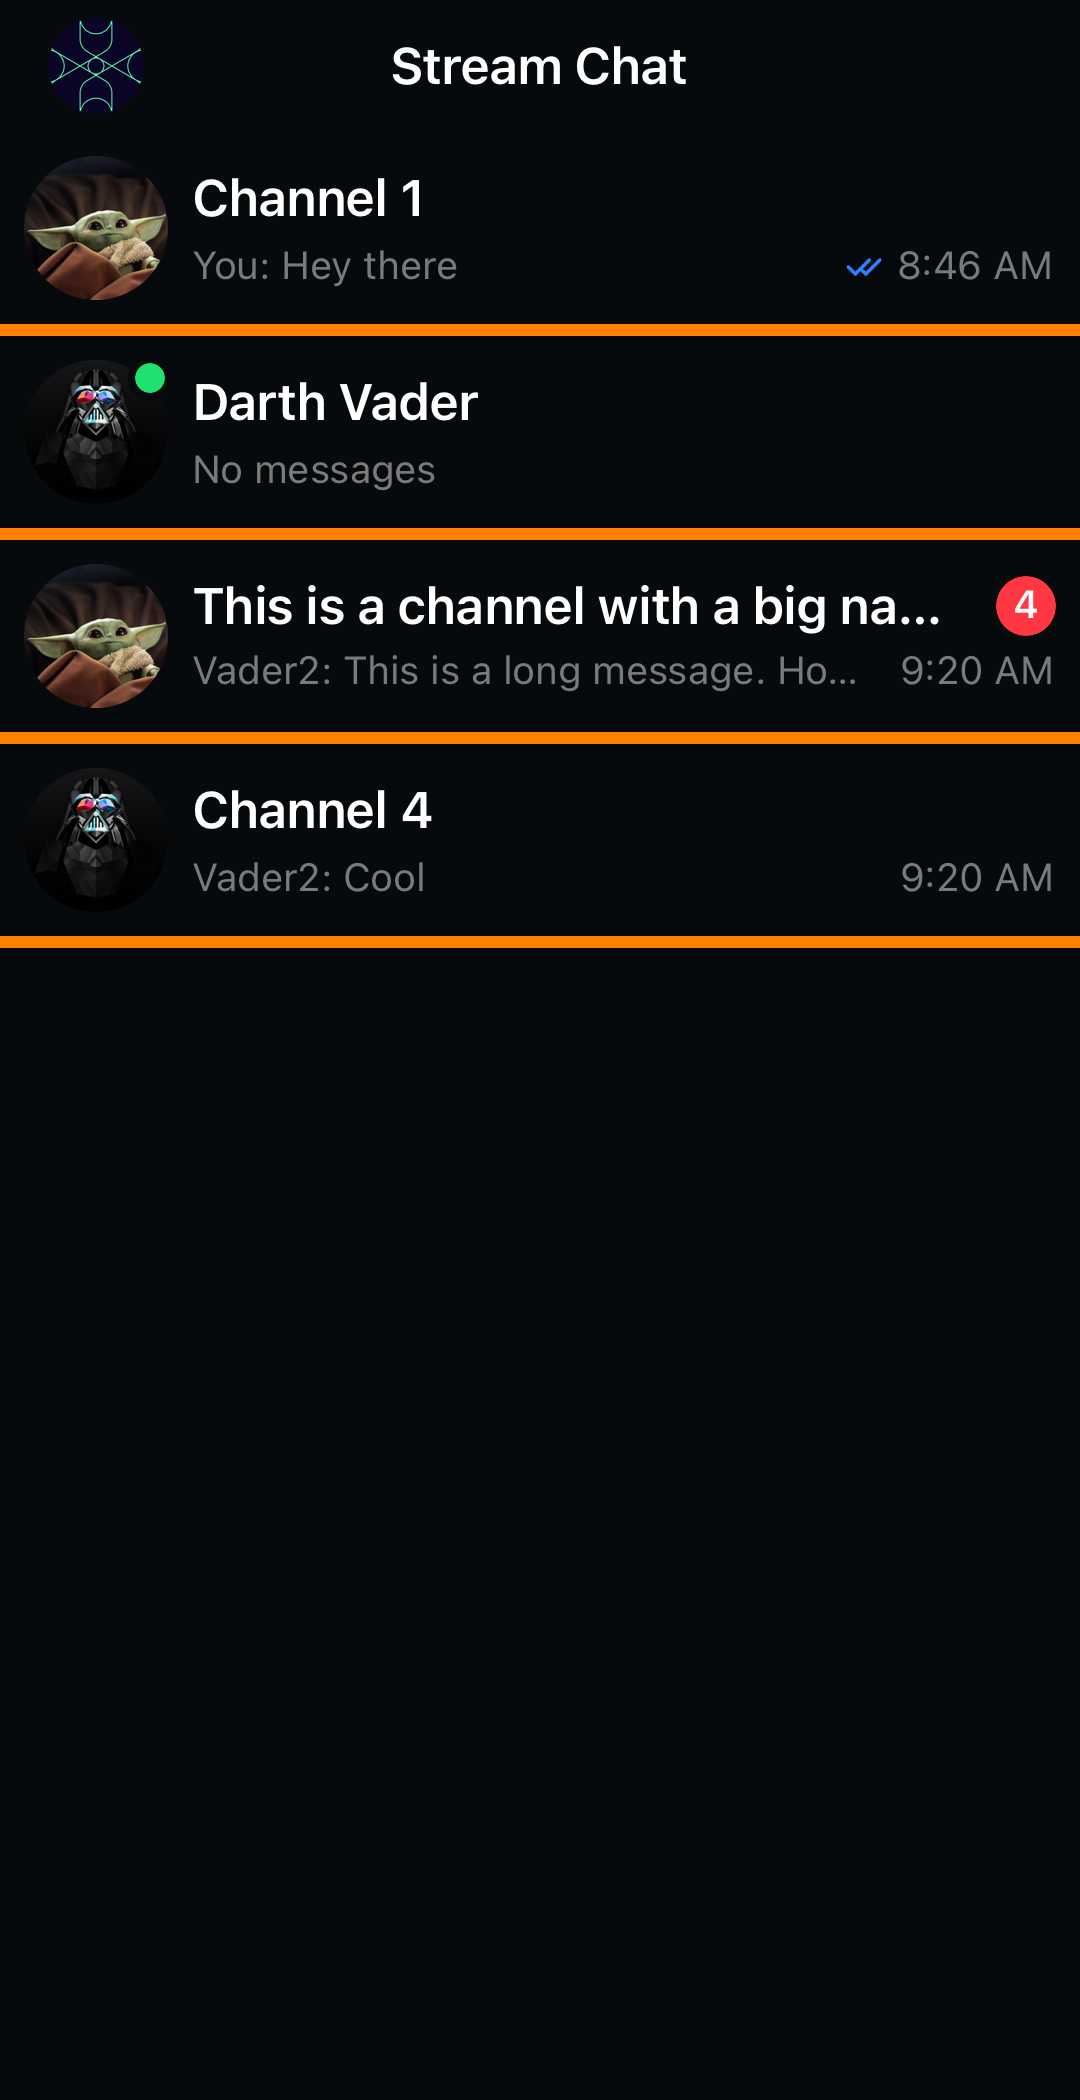 Stream Chat
Channel 1
You: Hey there
8:46 AM
Darth Vader
No messages
This is a channel with a big na...
4
Vader2: This is a long message. Ho...
9:20 AM
Channel 4
Vader2: Cool
9:20 AM